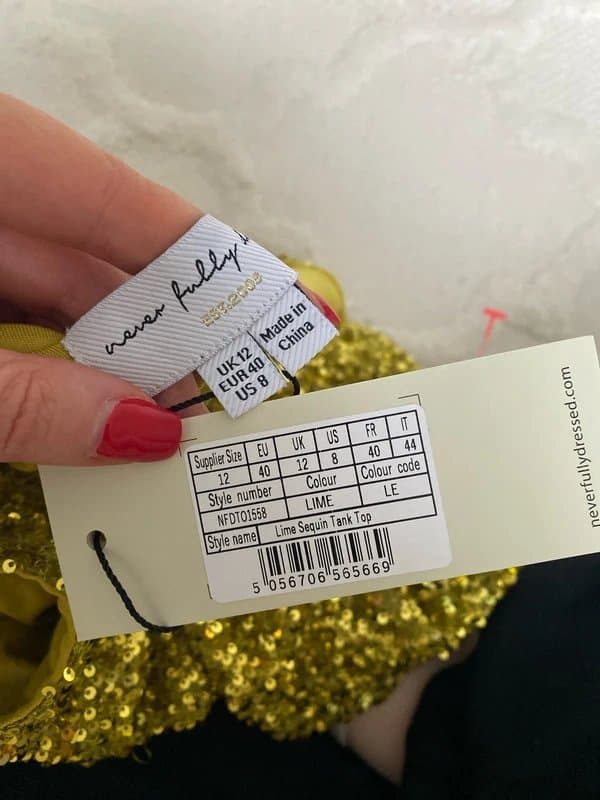 never fully
EST.2009
UK 12
EUR 40
US 8
Made in
China
Supplier Size EU UK US FR IT
12 40 12 8 40 44
Style number Colour Colour code
NFDTO1558 LIME LE
Style name Lime Sequin Tank Top
5 056706 565669
neverfullydressed.com